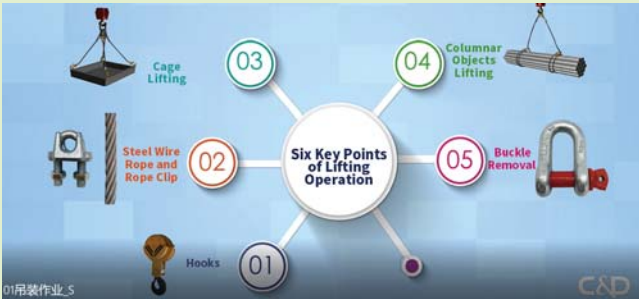 Cage
Lifting
03
04
Columnar
Objects
Lifting
Steel Wire
Rope and
Rope Clip
02
Six Key Points
of Lifting
Operation
05
Buckle
Removal
Hooks
01
01吊装作业_S
C&D